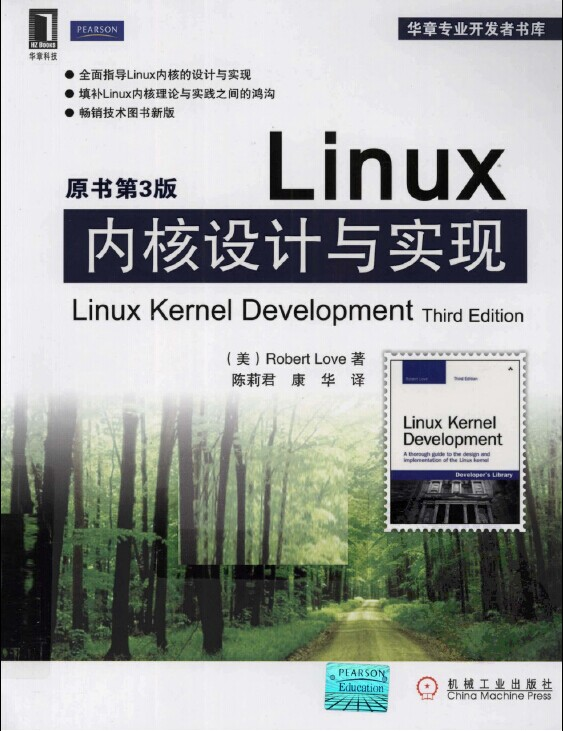 HZ Books
华章科技
PEARSON
华章专业开发者书库
● 全面指导Linux内核的设计与实现
● 填补Linux内核理论与实践之间的鸿沟
● 畅销技术图书新版
Linux
原书第3版
内核设计与实现
Linux Kernel Development Third Edition
（美）Robert Love 著
陈莉君 康 华 译
Robert Love
Third Edition
Linux Kernel
Development
A thorough guide to the design and
implementation of the Linux kernel
Developer's Library
PEARSON
Education
机械工业出版社
China Machine Press